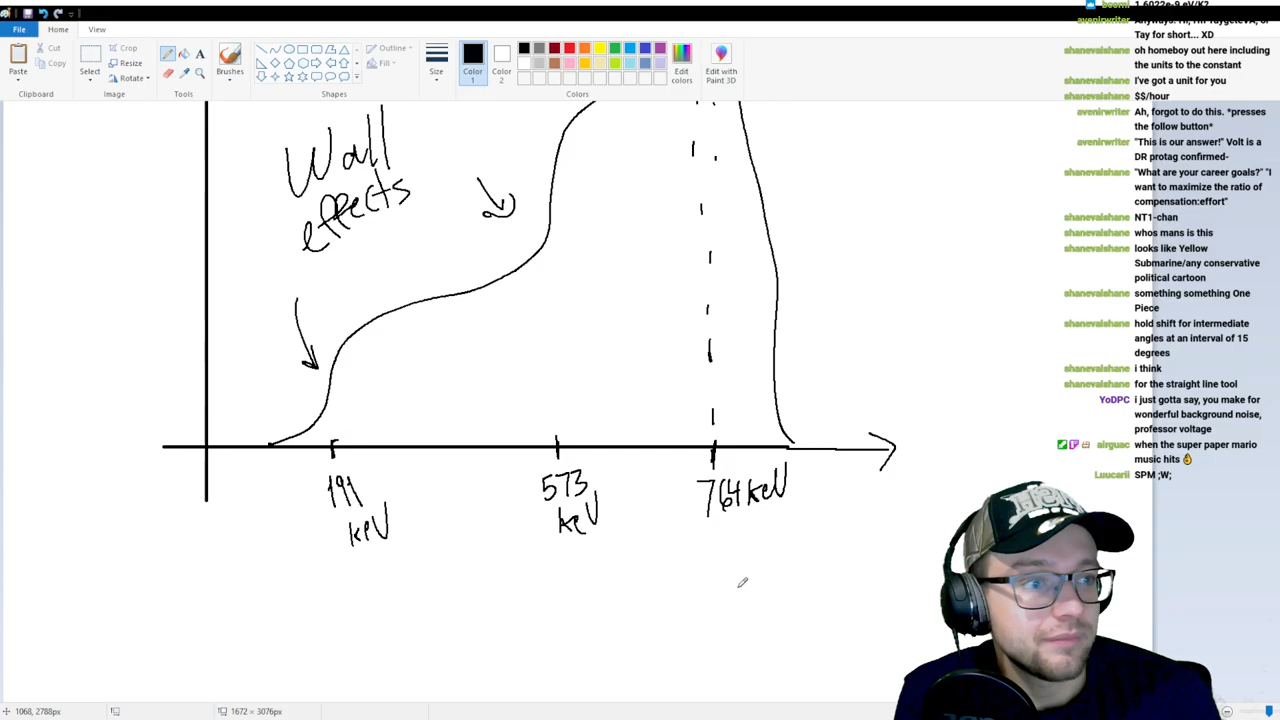 File
Home
View
Paste
Cut
Copy
Clipboard
Select
Crop
Resize
Rotate
Image
Tools
Brushes
Shapes
Outline
Fill
Size
Color
1
Color
2
Colors
Edit
colors
Edit with
Paint 3D
Wall
effects
191
keV
573
keV
764 keV
1.6022e-9 eV/K?
avenirwriter
Tay for short... XD
shanevalshane oh homeboy out here including
the units to the constant
shanevalshane I've got a unit for you
shanevalshane $$/hour
avenirwriter Ah, forgot to do this. *presses
the follow button*
avenirwriter "This is our answer!" Volt is a
DR protag confirmed-
shanevalshane "What are your career goals?" "I
want to maximize the ratio of
compensation:effort"
shanevalshane NT1-chan
shanevalshane whos mans is this
shanevalshane looks like Yellow
Submarine/any conservative
political cartoon
shanevalshane something something One
Piece
shanevalshane hold shift for intermediate
angles at an interval of 15
degrees
shanevalshane i think
shanevalshane for the straight line tool
YoDPC i just gotta say, you make for
wonderful background noise,
professor voltage
airguac when the super paper mario
music hits 👌
Luucarii SPM ;W;
1068, 2788px
1672 × 3076px